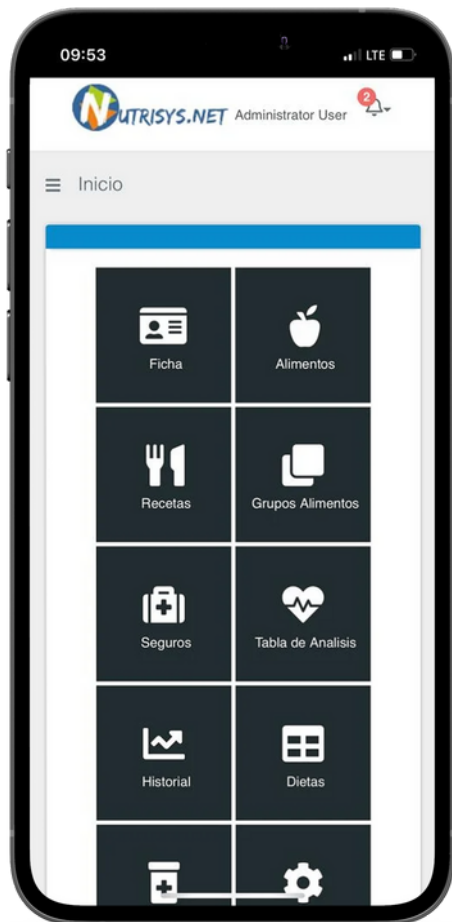 09:53
LTE
NUTRISYS.NET Administrator User 2
Inicio
Ficha Alimentos
Recetas Grupos Alimentos
Seguros Tabla de Analisis
Historial Dietas